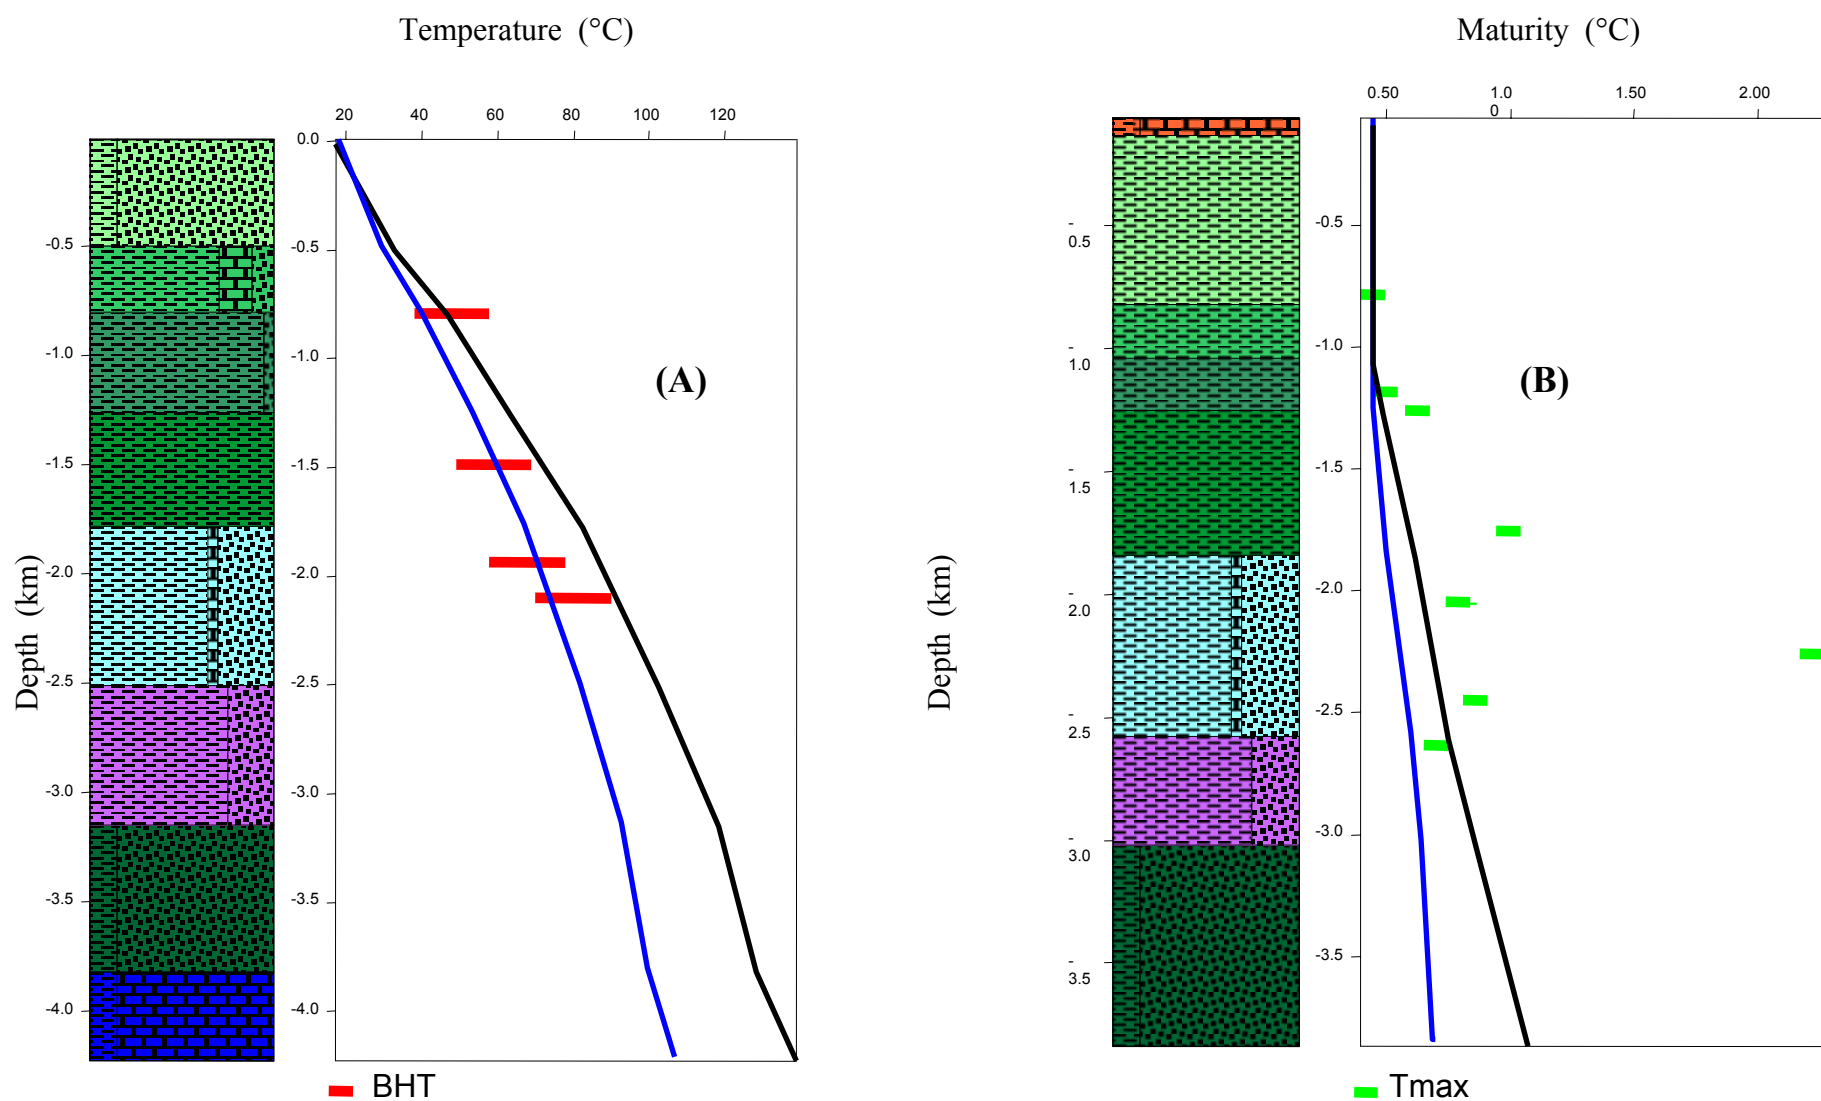 Temperature (°C)
20 40 60 80 100 120
0.0
-0.5 -0.5
-1.0 -1.0
-1.5 -1.5
-2.0 -2.0
-2.5 -2.5
-3.0 -3.0
-3.5 -3.5
-4.0 -4.0
Depth (km)
(A)
BHT
Maturity (°C)
0.50 1.0 1.50 2.00
0
-
0.5 -0.5
-
1.0 -1.0
-
1.5 -1.5
-
2.0 -2.0
-
2.5 -2.5
-
3.0 -3.0
-
3.5 -3.5
Depth (km)
(B)
Tmax